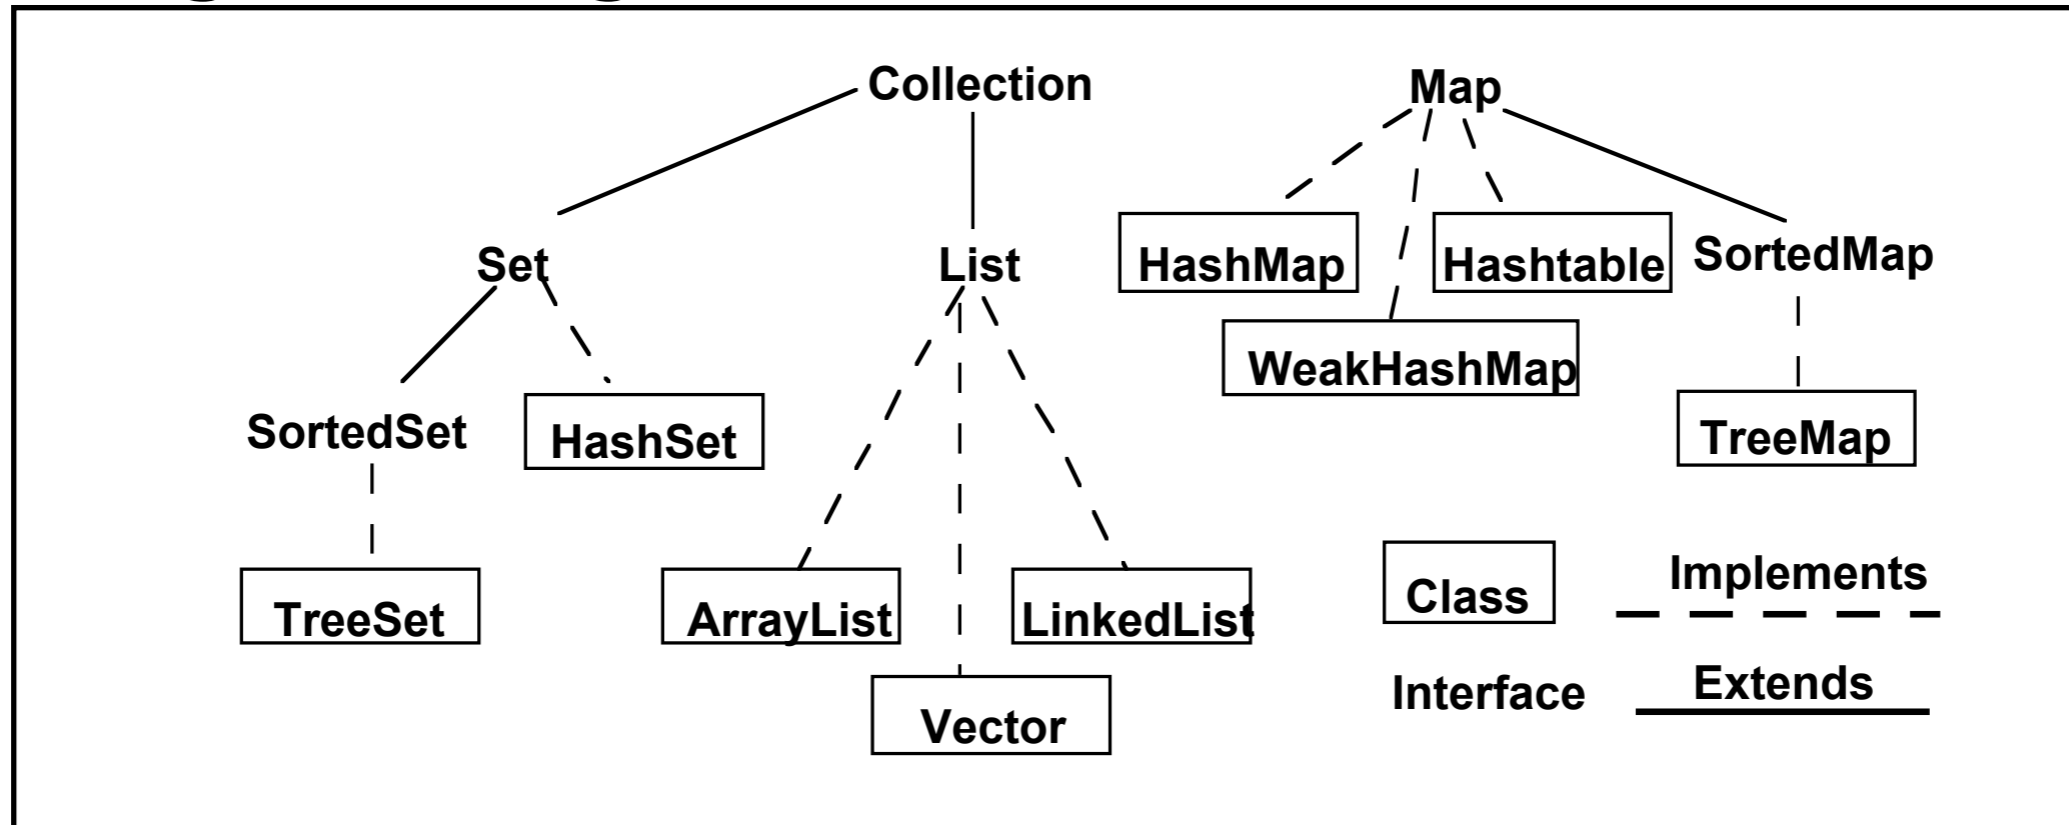 Collection
Map
Set
List
HashMap
Hashtable
SortedMap
WeakHashMap
SortedSet
HashSet
TreeMap
TreeSet
ArrayList
LinkedList
Vector
Class
Implements
Interface
Extends